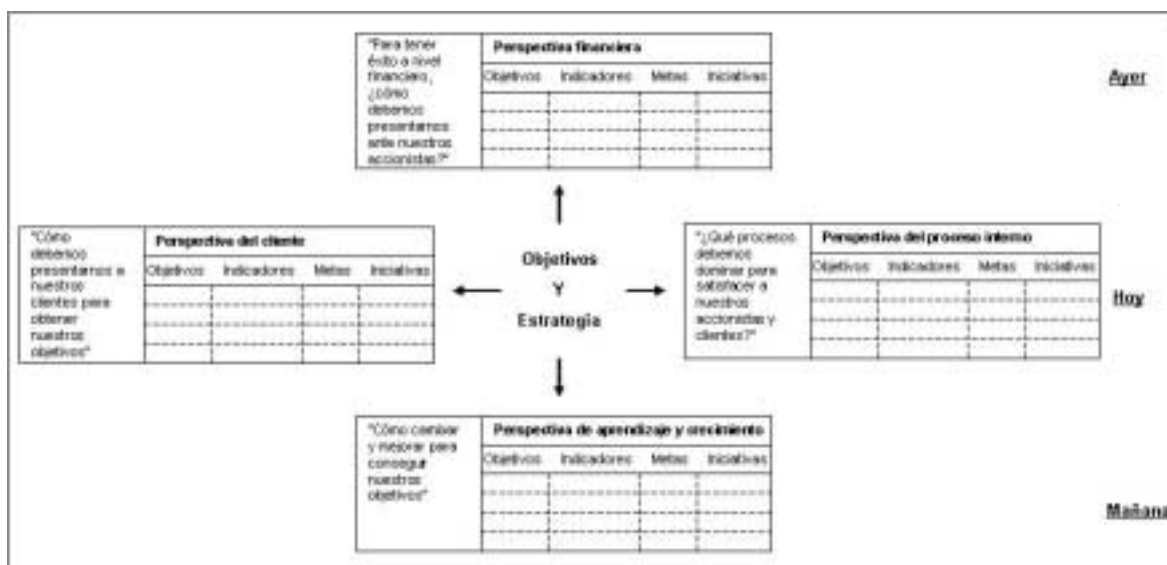 "Para tener
éxito a nivel
financiero,
¿cómo
debemos
presentarnos
ante nuestros
accionistas?"
Perspectiva financiera
Objetivos Indicadores Metas Iniciativas
Ayer
"Cómo
debemos
presentarnos a
nuestros
clientes para
obtener
nuestros
objetivos"
Perspectiva del cliente
Objetivos Indicadores Metas Iniciativas
Objetivos
Y
Estrategia
"¿Qué procesos
debemos
dominar para
satisfacer a
nuestros
accionistas y
clientes?"
Perspectiva del proceso interno
Objetivos Indicadores Metas Iniciativas
Hoy
"Cómo cambiar
y mejorar para
conseguir
nuestros
objetivos"
Perspectiva de aprendizaje y crecimiento
Objetivos Indicadores Metas Iniciativas
Mañana